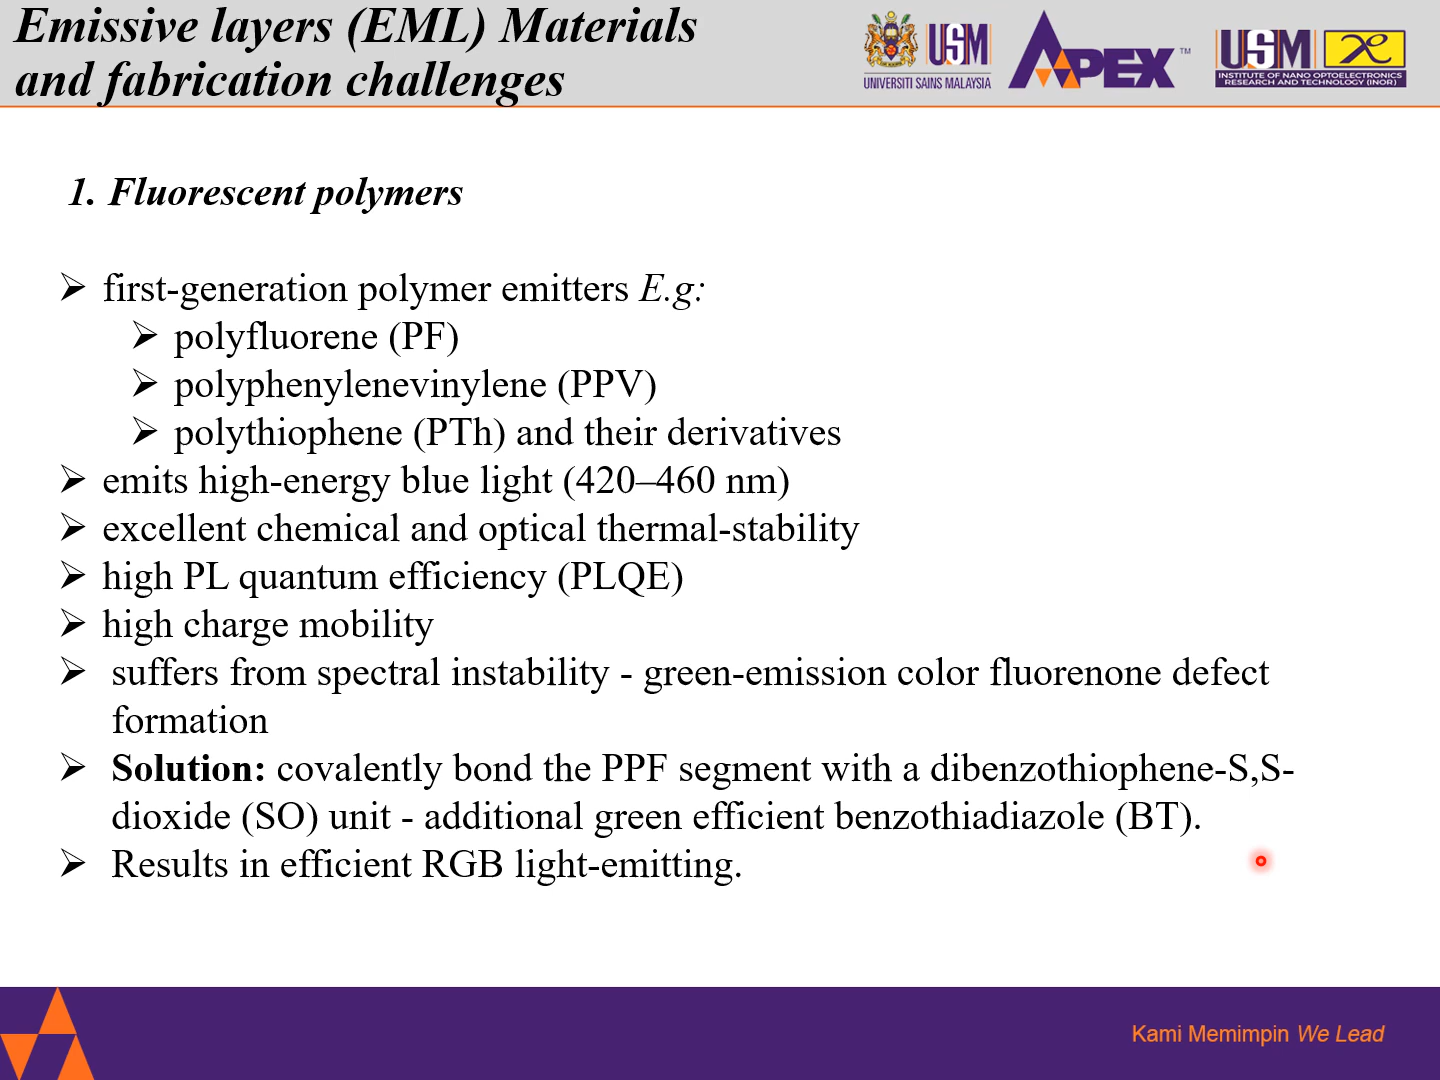 Emissive layers (EML) Materials
and fabrication challenges
USM
UNIVERSITI SAINS MALAYSIA
APEX™
USM
INSTITUTE OF NANO OPTOELECTRONICS
RESEARCH AND TECHNOLOGY (INOR)
1. Fluorescent polymers
➢ first-generation polymer emitters E.g:
➢ polyfluorene (PF)
➢ polyphenylenevinylene (PPV)
➢ polythiophene (PTh) and their derivatives
➢ emits high-energy blue light (420–460 nm)
➢ excellent chemical and optical thermal-stability
➢ high PL quantum efficiency (PLQE)
➢ high charge mobility
➢ suffers from spectral instability - green-emission color fluorenone defect
formation
➢ Solution: covalently bond the PPF segment with a dibenzothiophene-S,S-
dioxide (SO) unit - additional green efficient benzothiadiazole (BT).
➢ Results in efficient RGB light-emitting.
Kami Memimpin We Lead